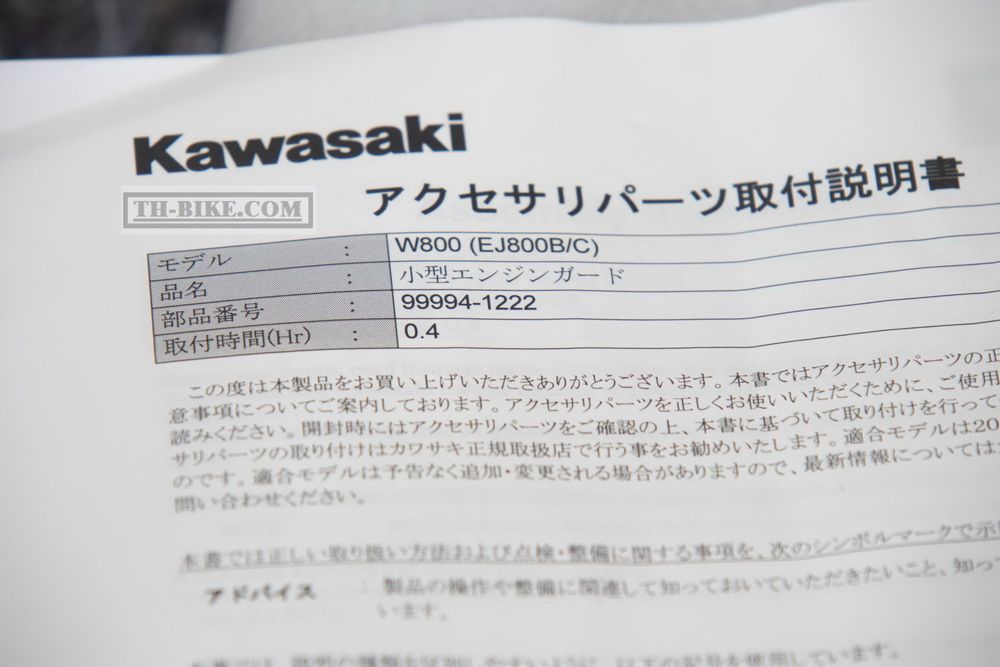 Kawasaki
アクセサリパーツ取付説明書
TH-BIKE.COM
モデル : W800 (EJ800B/C)
品名 : 小型エンジンガード
部品番号 : 99994-1222
取付時間(Hr) : 0.4
この度は本製品をお買い上げいただきありがとうございます。本書ではアクセサリパーツの正
意事項についてご案内しております。アクセサリパーツを正しくお使いいただくために、ご使用
読みください。開封時にはアクセサリパーツをご確認の上、本書に基づいて取り付けを行って
サリパーツの取り付けはカワサキ正規取扱店で行う事をお勧めいたします。適合モデルは20
のです。適合モデルは予告なく追加・変更される場合がありますので、最新情報については
問い合わせください。
本書では正しい取り扱い方法および点検・整備に関する事項を、次のシンボルマークで示
アドバイス : 製品の操作や整備に関連して知っておいていただきたいこと、知っ
います。